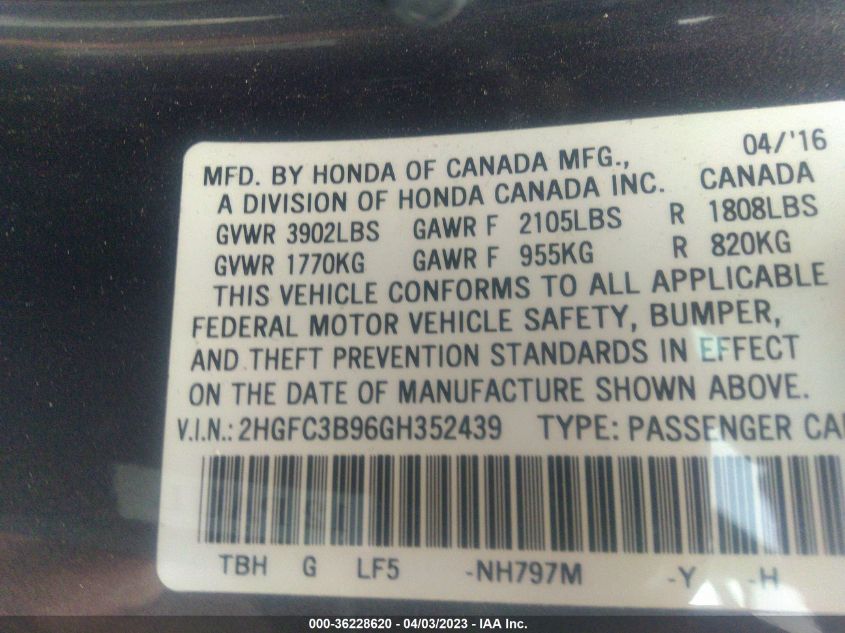 04/'16
MFD. BY HONDA OF CANADA MFG.,
A DIVISION OF HONDA CANADA INC. CANADA
GVWR 3902LBS GAWR F 2105LBS R 1808LBS
GVWR 1770KG GAWR F 955KG R 820KG
THIS VEHICLE CONFORMS TO ALL APPLICABLE
FEDERAL MOTOR VEHICLE SAFETY, BUMPER,
AND THEFT PREVENTION STANDARDS IN EFFECT
ON THE DATE OF MANUFACTURE SHOWN ABOVE.
V.I.N.: 2HGFC3B96GH352439 TYPE: PASSENGER CA
TBH G LF5 -NH797M -Y -H
000-36228620 - 04/03/2023 - IAA Inc.